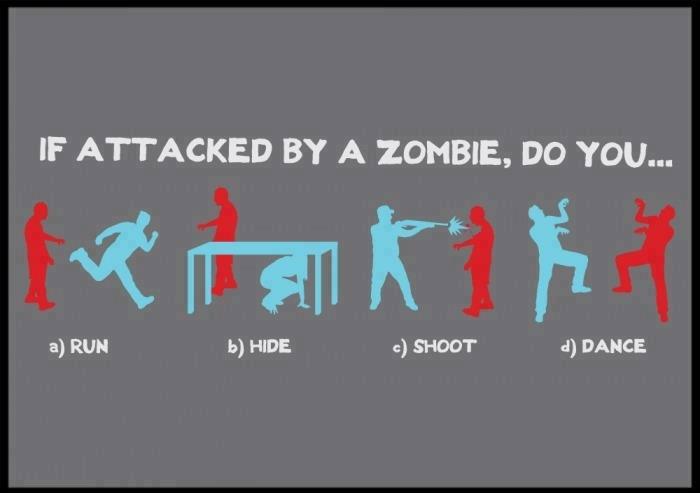 IF ATTACKED BY A ZOMBIE, DO YOU...
a) RUN
b) HIDE
c) SHOOT
d) DANCE